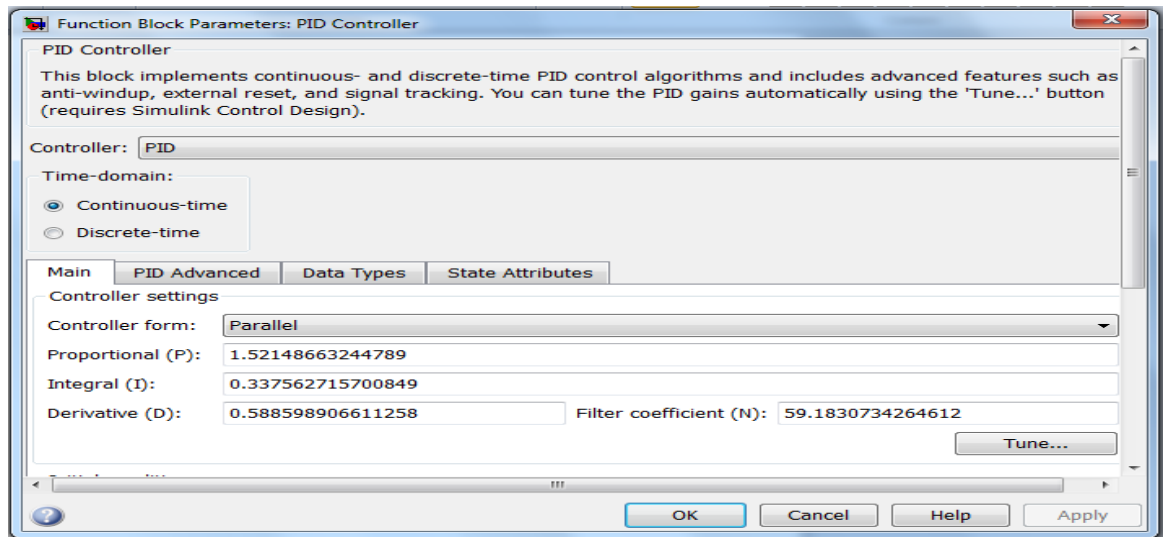 Function Block Parameters: PID Controller
PID Controller
This block implements continuous- and discrete-time PID control algorithms and includes advanced features such as
anti-windup, external reset, and signal tracking. You can tune the PID gains automatically using the 'Tune...' button
(requires Simulink Control Design).
Controller: PID
Time-domain:
Continuous-time
Discrete-time
Main PID Advanced Data Types State Attributes
Controller settings
Controller form: Parallel
Proportional (P): 1.52148663244789
Integral (I): 0.337562715700849
Derivative (D): 0.588598906611258 Filter coefficient (N): 59.1830734264612
Tune...
OK Cancel Help Apply